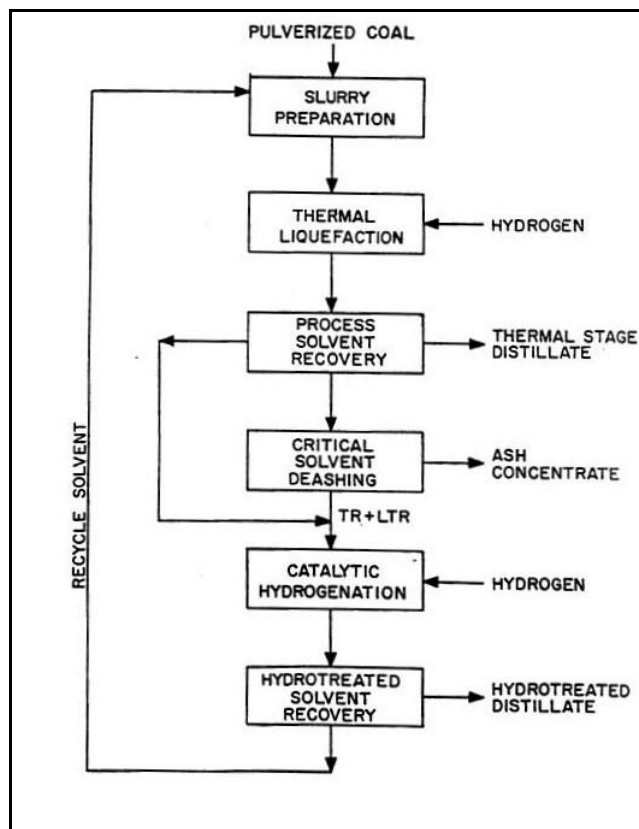 PULVERIZED COAL
SLURRY
PREPARATION
THERMAL
LIQUEFACTION
HYDROGEN
PROCESS
SOLVENT
RECOVERY
THERMAL STAGE
DISTILLATE
CRITICAL
SOLVENT
DEASHING
ASH
CONCENTRATE
RECYCLE SOLVENT
TR+LTR
CATALYTIC
HYDROGENATION
HYDROGEN
HYDROTREATED
SOLVENT
RECOVERY
HYDROTREATED
DISTILLATE